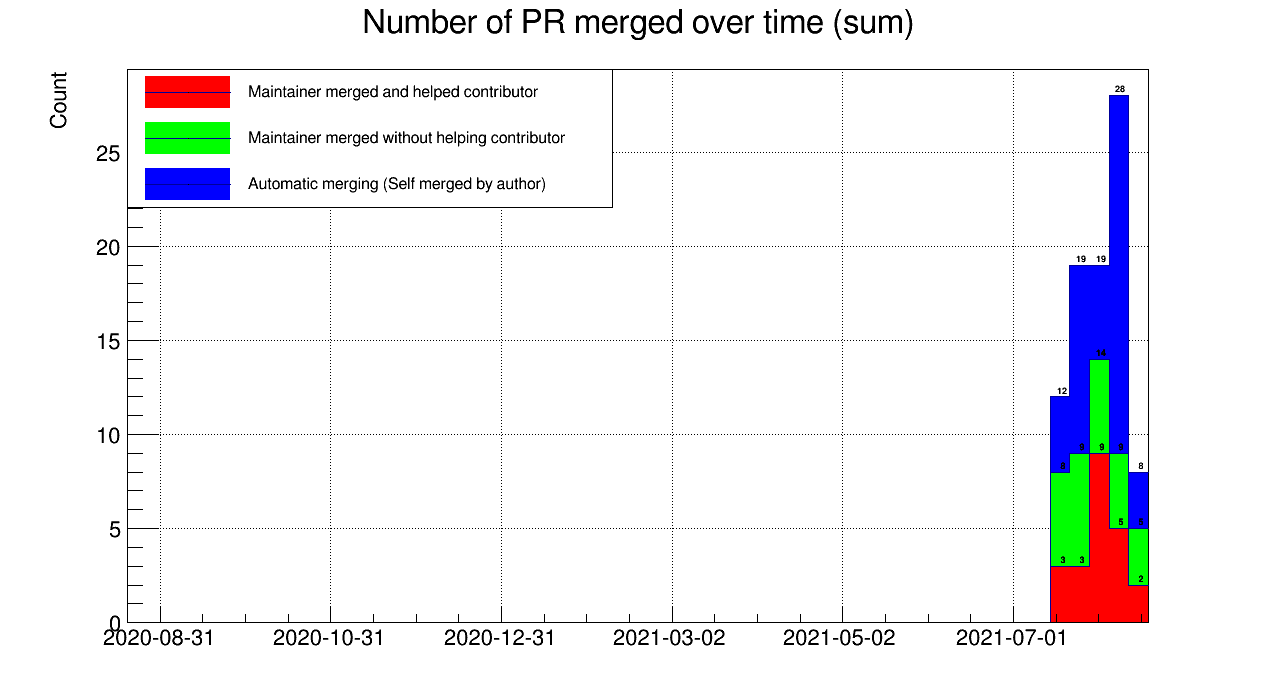 Number of PR merged over time (sum)
Count
Maintainer merged and helped contributor
Maintainer merged without helping contributor
Automatic merging (Self merged by author)
25
20
15
10
5
0
28
19 19
14
12
9
8
8
5
5
3 3
2
2020-08-31 2020-10-31 2020-12-31 2021-03-02 2021-05-02 2021-07-01